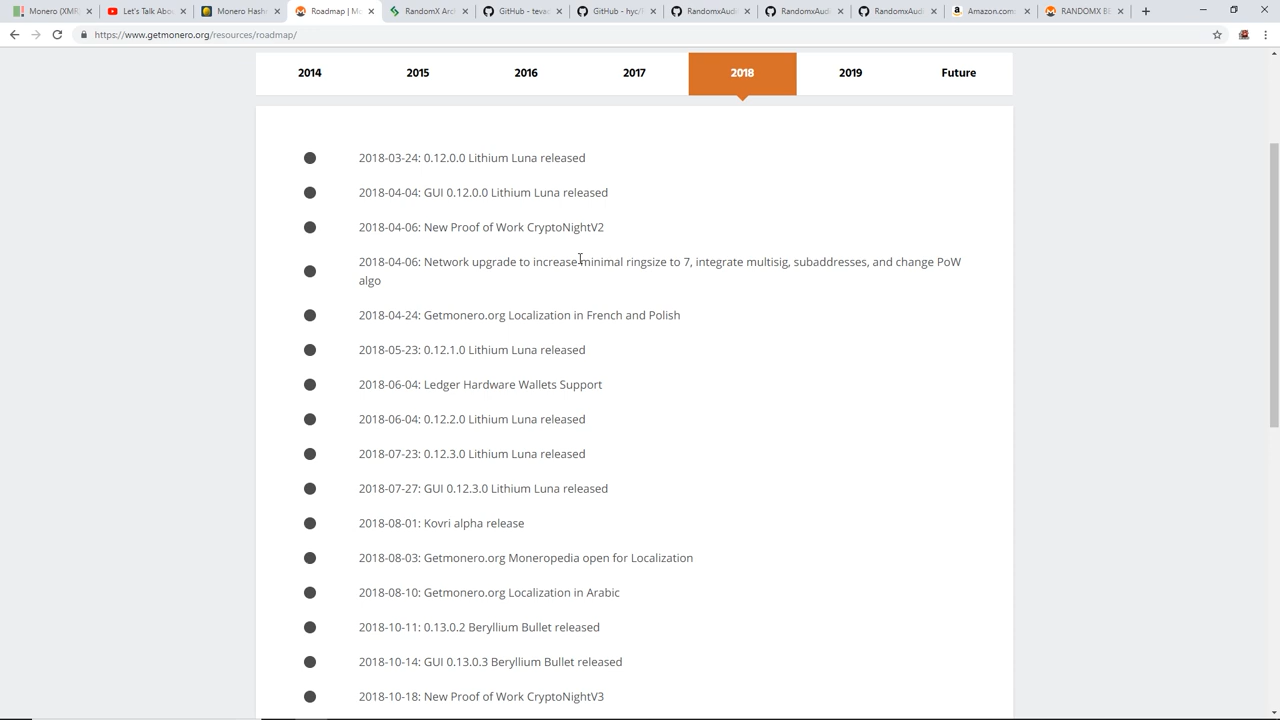 Monero (XMR
Let's Talk Abo
Monero Hash
Roadmap | Mo
RandomX Arc
GitHub - tevad
GitHub - hyc/
RandomxAudi
RandomxAudi
RandomxAudi
Amazon.com:
RANDOMX BE
https://www.getmonero.org/resources/roadmap/
2014 2015 2016 2017 2018 2019 Future
2018-03-24: 0.12.0.0 Lithium Luna released
2018-04-04: GUI 0.12.0.0 Lithium Luna released
2018-04-06: New Proof of Work CryptoNightV2
2018-04-06: Network upgrade to increase minimal ringsize to 7, integrate multisig, subaddresses, and change PoW
algo
2018-04-24: Getmonero.org Localization in French and Polish
2018-05-23: 0.12.1.0 Lithium Luna released
2018-06-04: Ledger Hardware Wallets Support
2018-06-04: 0.12.2.0 Lithium Luna released
2018-07-23: 0.12.3.0 Lithium Luna released
2018-07-27: GUI 0.12.3.0 Lithium Luna released
2018-08-01: Kovri alpha release
2018-08-03: Getmonero.org Moneropedia open for Localization
2018-08-10: Getmonero.org Localization in Arabic
2018-10-11: 0.13.0.2 Beryllium Bullet released
2018-10-14: GUI 0.13.0.3 Beryllium Bullet released
2018-10-18: New Proof of Work CryptoNightV3